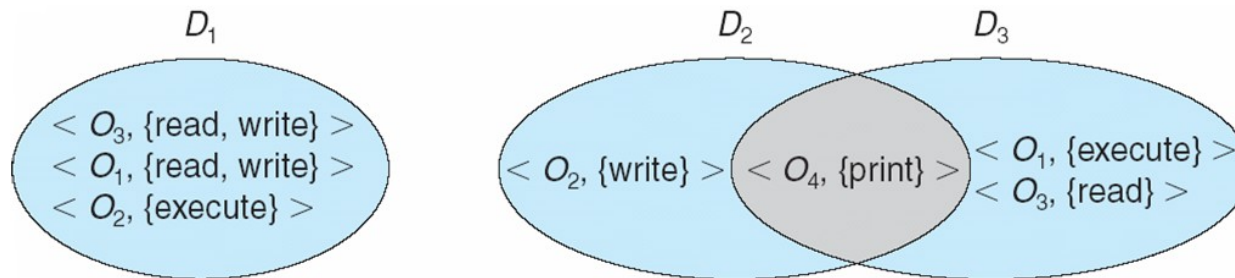 D1
D2
D3
< O3, {read, write} >
< O1, {read, write} >
< O2, {execute} >
< O2, {write} >
< O4, {print} >
< O1, {execute} >
< O3, {read} >